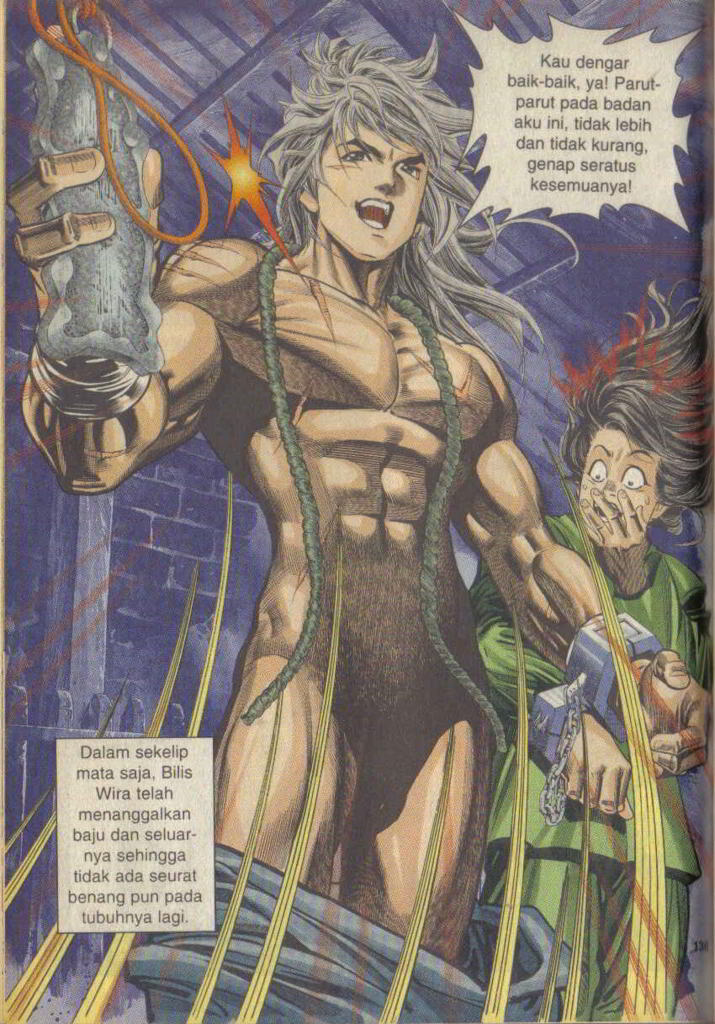 Kau dengar
baik-baik, ya! Parut-
parut pada badan
aku ini, tidak lebih
dan tidak kurang,
genap seratus
kesemuanya!
Dalam sekelip
mata saja, Bilis
Wira telah
menanggalkan
baju dan seluar-
nya sehingga
tidak ada seurat
benang pun pada
tubuhnya lagi.